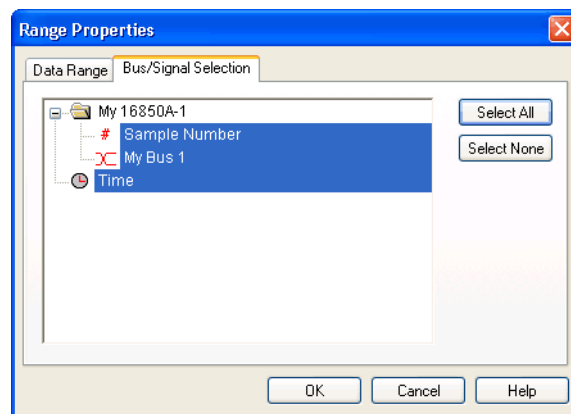 Range Properties
Data Range Bus/Signal Selection
My 16850A-1
# Sample Number
My Bus 1
Time
Select All
Select None
OK Cancel Help